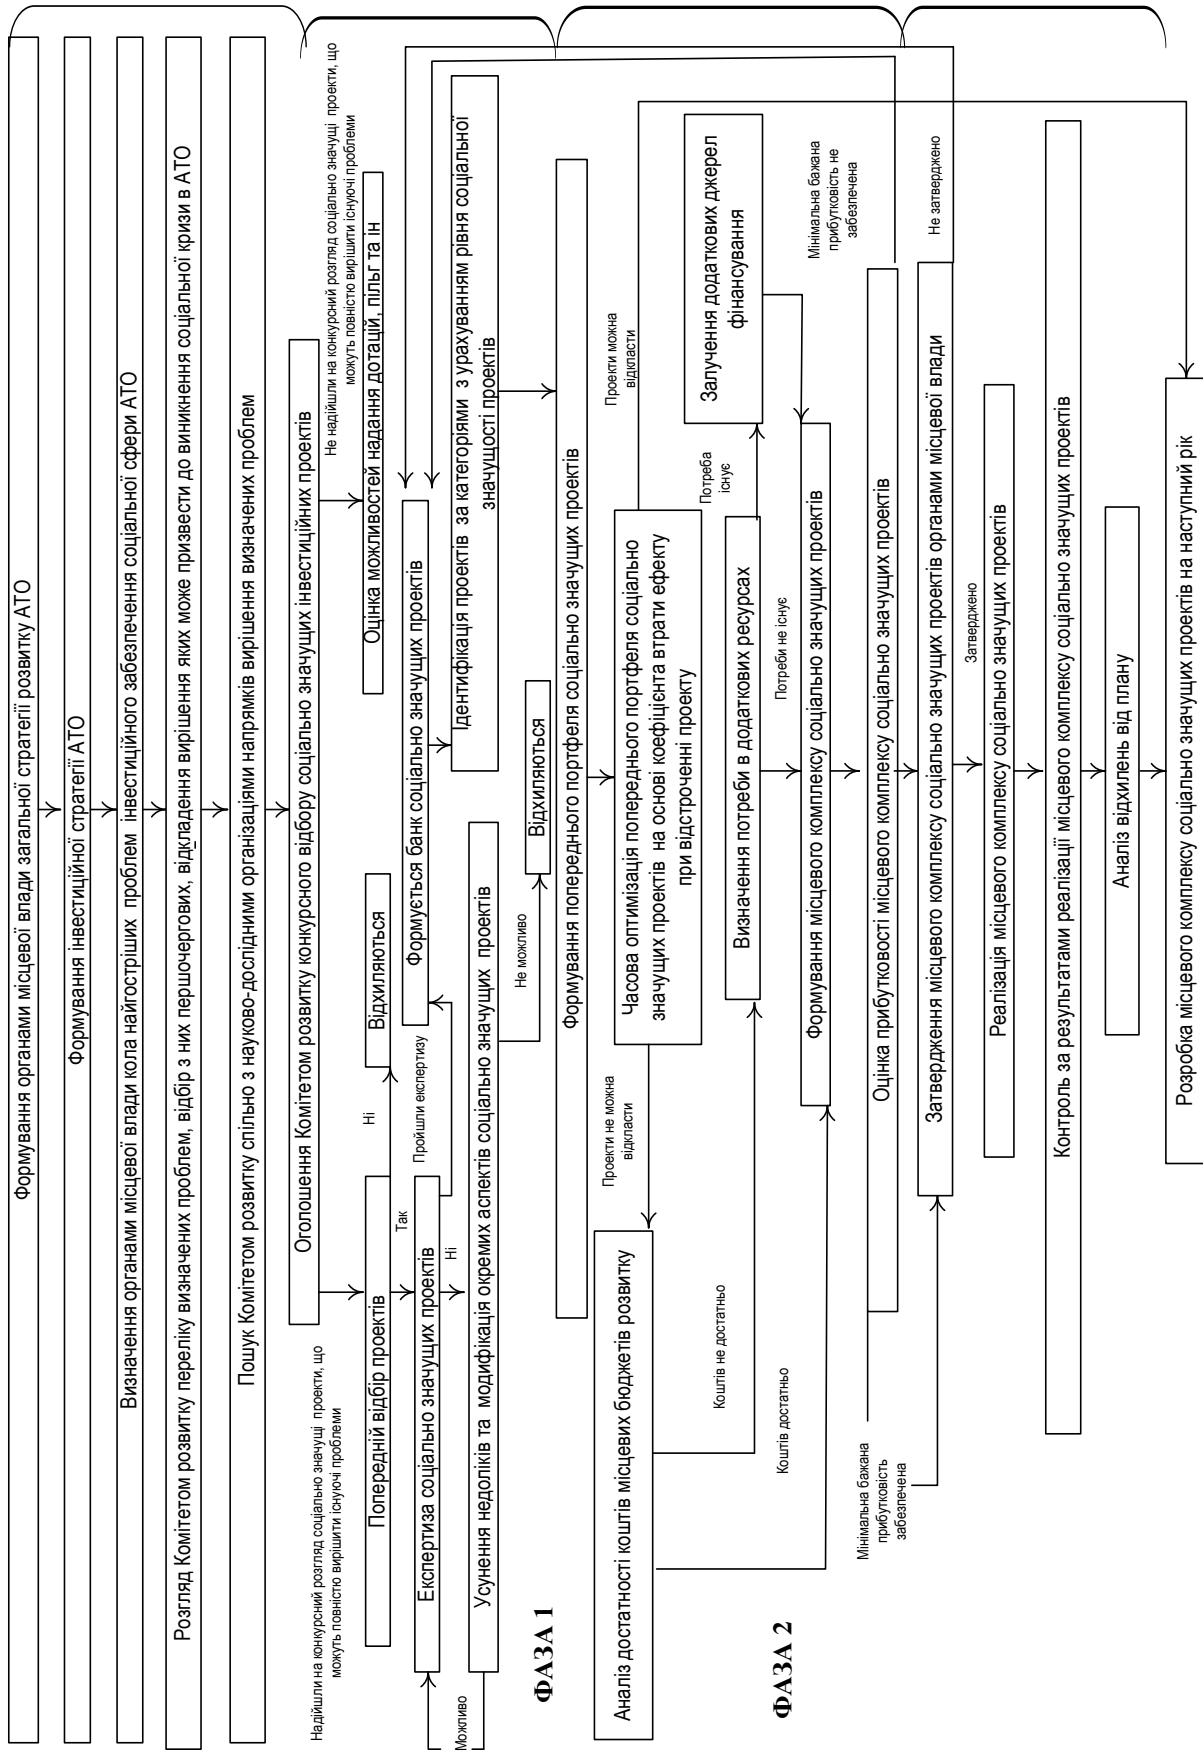 Формування органами місцевої влади загальної стратегії розвитку АТО
Формування інвестиційної стратегії АТО
Визначення органами місцевої влади кола найгостріших проблем інвестиційного забезпечення соціальної сфери АТО
Розгляд Комітетом розвитку переліку визначених проблем, відбір з них першочергових, відкладення вирішення яких може призвести до виникнення соціальної кризи в АТО
Пошук Комітетом розвитку спільно з науково-дослідними організаціями напрямків вирішення визначених проблем
Оголошення Комітетом розвитку конкурсного відбору соціально значущих інвестиційних проектів
Надійшли на конкурсний розгляд соціально значущі проекти, що
можуть повністю вирішити існуючі проблеми
Не надійшли на конкурсний розгляд соціально значущі проекти, що
можуть повністю вирішити існуючі проблеми
Попередній відбір проектів
Ні
Відхиляються
Оцінка можливостей надання дотацій, пільг та ін
Так
Експертиза соціально значущих проектів
Пройшли експертизу
Формується банк соціально значущих проектів
Ні
Можливо
Усунення недоліків та модифікація окремих аспектів соціально значущих проектів
Ідентифікація проектів за категоріями з урахуванням рівня соціальної
значущості проектів
Не можливо
Відхиляються
ФАЗА 1
Формування попереднього портфеля соціально значущих проектів
Аналіз достатності коштів місцевих бюджетів розвитку
Проекти не можна
відкласти
Часова оптимізація попереднього портфеля соціально
значущих проектів на основі коефіцієнта втрати ефекту
при відстроченні проекту
Проекти можна
відкласти
Коштів не достатньо
Визначення потреби в додаткових ресурсах
Потреба
існує
Залучення додаткових джерел
фінансування
ФАЗА 2
Коштів достатньо
Потреби не існує
Формування місцевого комплексу соціально значущих проектів
Мінімальна бажана
прибутковість не
забезпечена
Оцінка прибутковості місцевого комплексу соціально значущих проектів
Мінімальна бажана
прибутковість
забезпечена
Затвердження місцевого комплексу соціально значущих проектів органами місцевої влади
Не затверджено
Затверджено
Реалізація місцевого комплексу соціально значущих проектів
Контроль за результатами реалізації місцевого комплексу соціально значущих проектів
Аналіз відхилень від плану
Розробка місцевого комплексу соціально значущих проектів на наступний рік